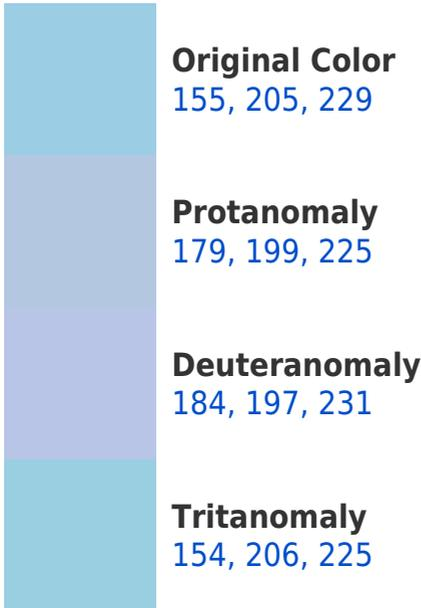 Original Color
155, 205, 229
Protanomaly
179, 199, 225
Deuteranomaly
184, 197, 231
Tritanomaly
154, 206, 225